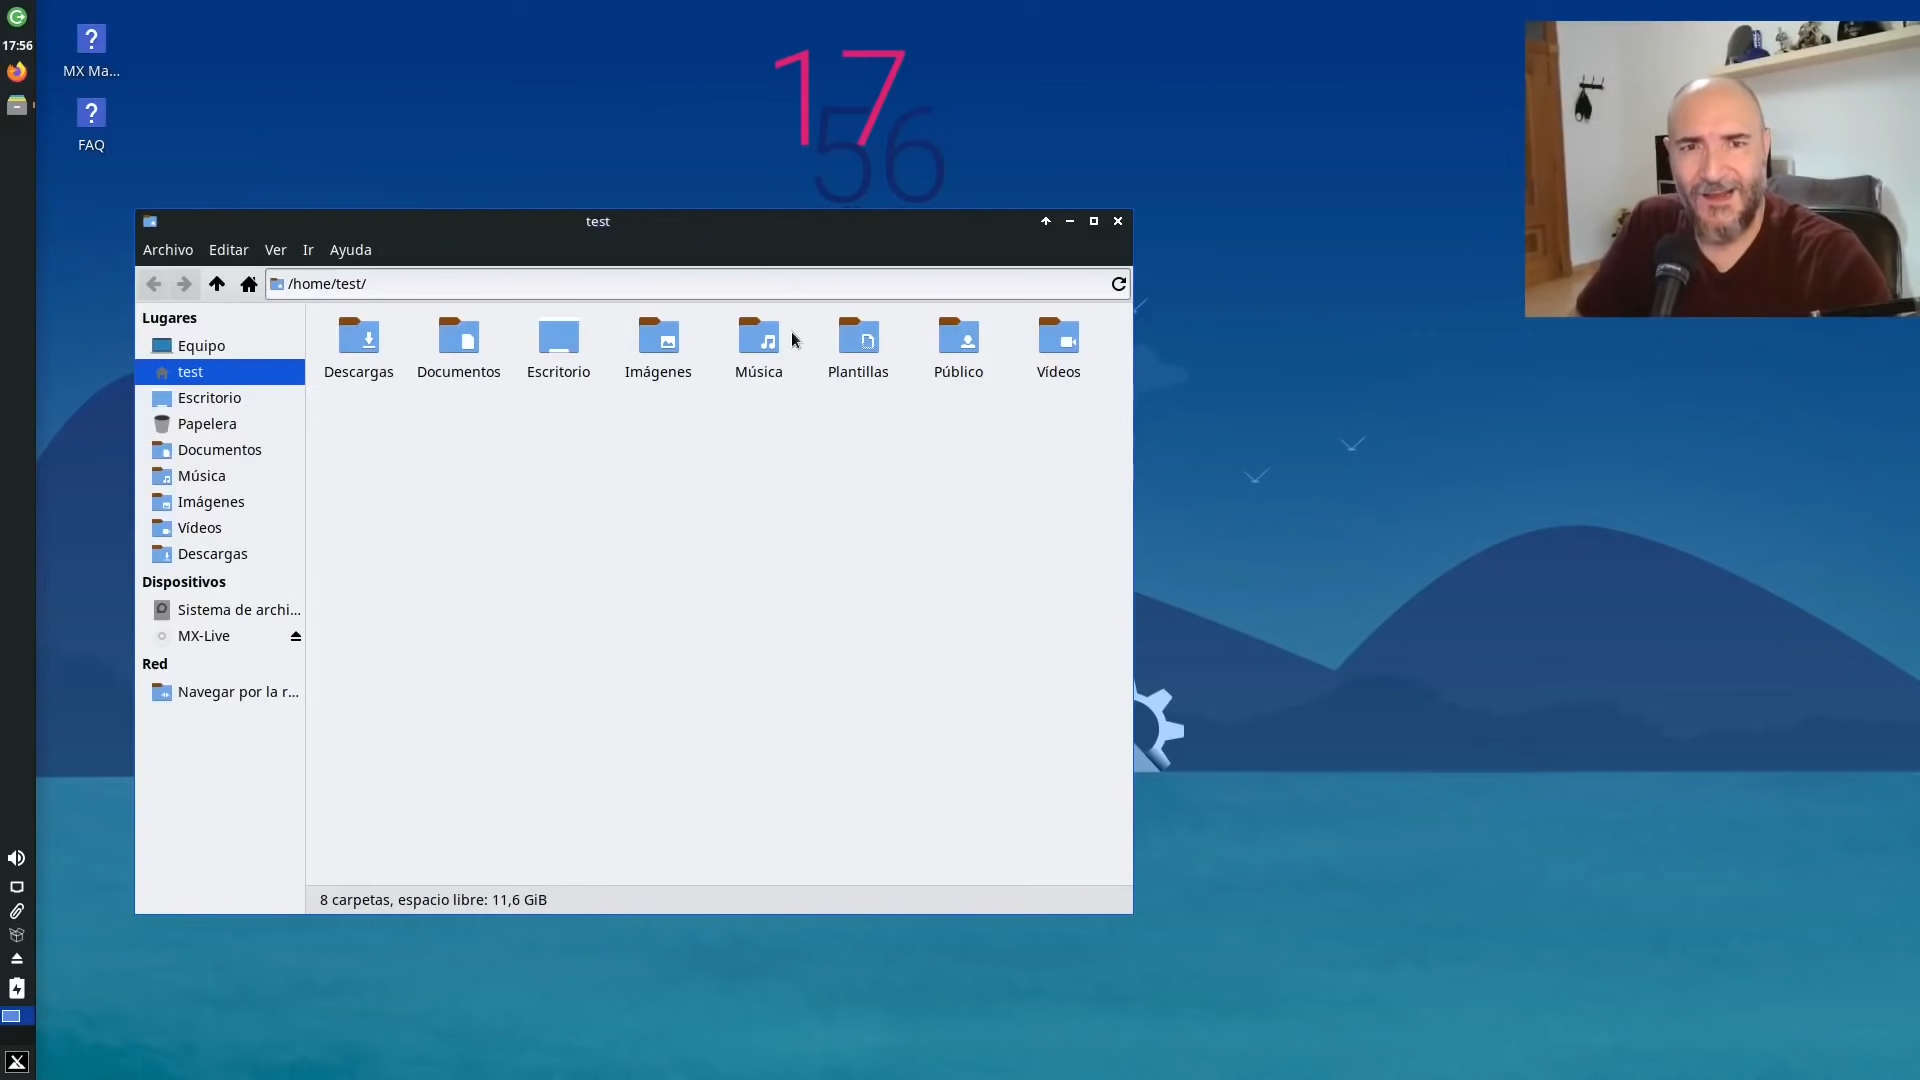 17:56
MX Ma...
FAQ
17
56
test
Archivo Editar Ver Ir Ayuda
/home/test/
Lugares
Equipo
test
Escritorio
Papelera
Documentos
Música
Imágenes
Vídeos
Descargas
Dispositivos
Sistema de archi...
MX-Live
Red
Navegar por la r...
Descargas Documentos Escritorio Imágenes Música Plantillas Público Vídeos
8 carpetas, espacio libre: 11,6 GiB